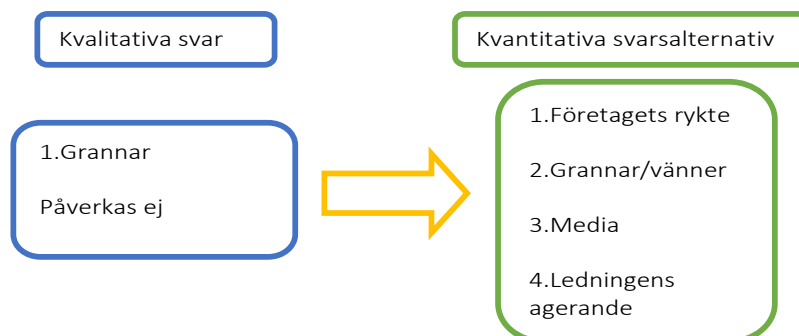 Kvalitativa svar
Kvantitativa svarsalternativ
1.Grannar
Påverkas ej
1.Företagets rykte
2.Grannar/vänner
3.Media
4.Ledningens
agerande